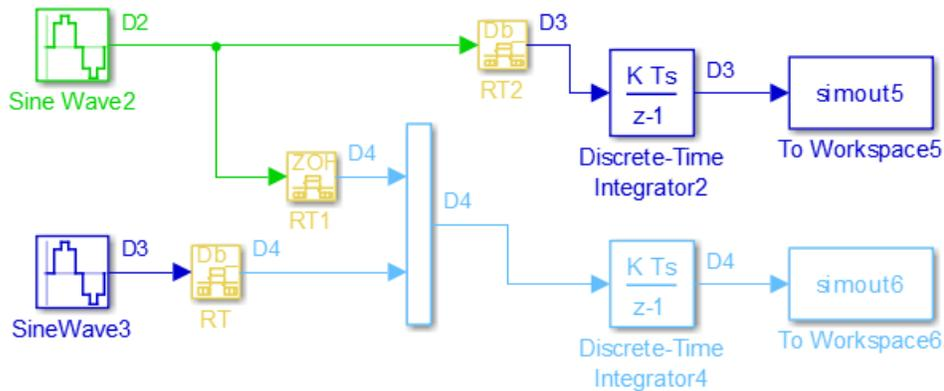 D2
Sine Wave2
Db
RT2
D3
K Ts
z-1
Discrete-Time
Integrator2
D3
simout5
To Workspace5
ZOH
RT1
D4
D4
D3
SineWave3
Db
RT
D4
K Ts
z-1
Discrete-Time
Integrator4
D4
simout6
To Workspace6